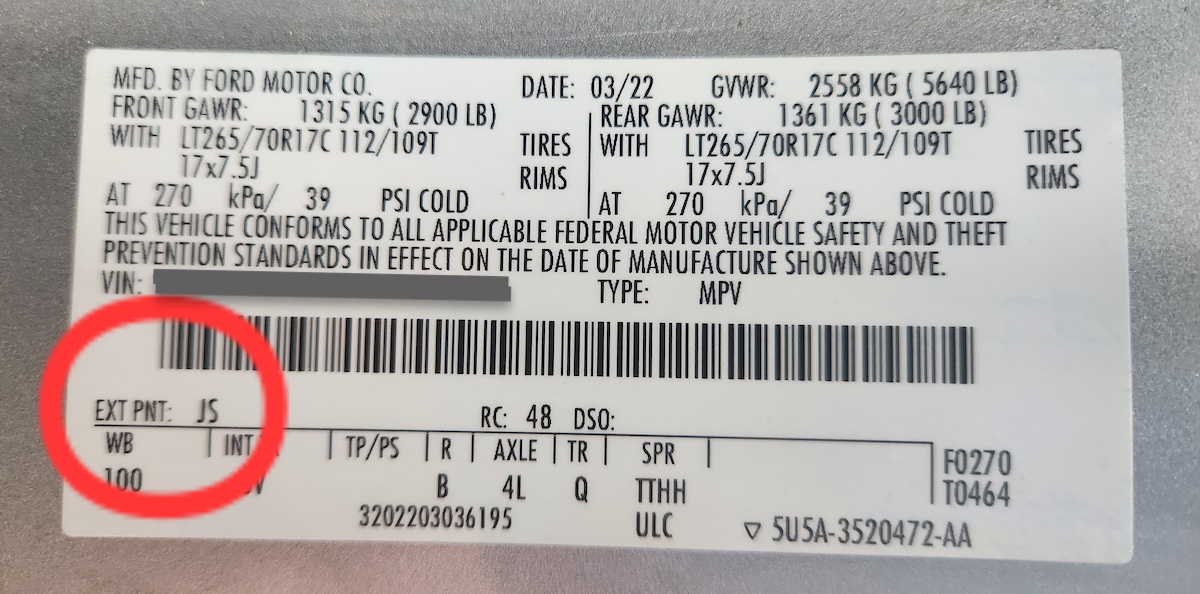 MFD. BY FORD MOTOR CO. DATE: 03/22 GVWR: 2558 KG ( 5640 LB)
FRONT GAWR: 1315 KG ( 2900 LB) REAR GAWR: 1361 KG ( 3000 LB)
WITH LT265/70R17C 112/109T TIRES WITH LT265/70R17C 112/109T TIRES
17x7.5J RIMS 17x7.5J RIMS
AT 270 kPa/ 39 PSI COLD AT 270 kPa/ 39 PSI COLD
THIS VEHICLE CONFORMS TO ALL APPLICABLE FEDERAL MOTOR VEHICLE SAFETY AND THEFT
PREVENTION STANDARDS IN EFFECT ON THE DATE OF MANUFACTURE SHOWN ABOVE.
VIN: TYPE: MPV
EXT PNT: JS RC: 48 DSO:
WB INT TP/PS R AXLE TR SPR F0270
100 B 4L Q TTHH T0464
3202203036195 ULC ▽ 5U5A-3520472-AA